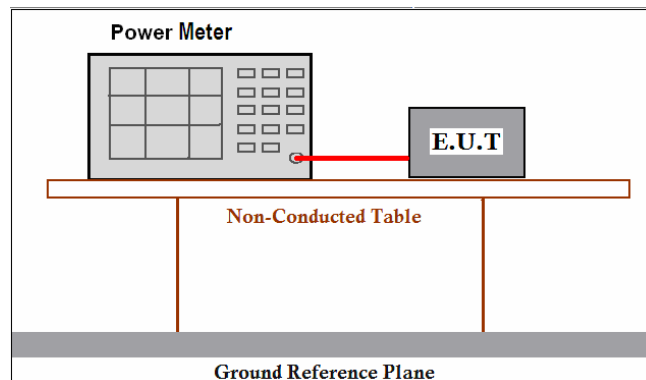 Power Meter
E.U.T
Non-Conducted Table
Ground Reference Plane